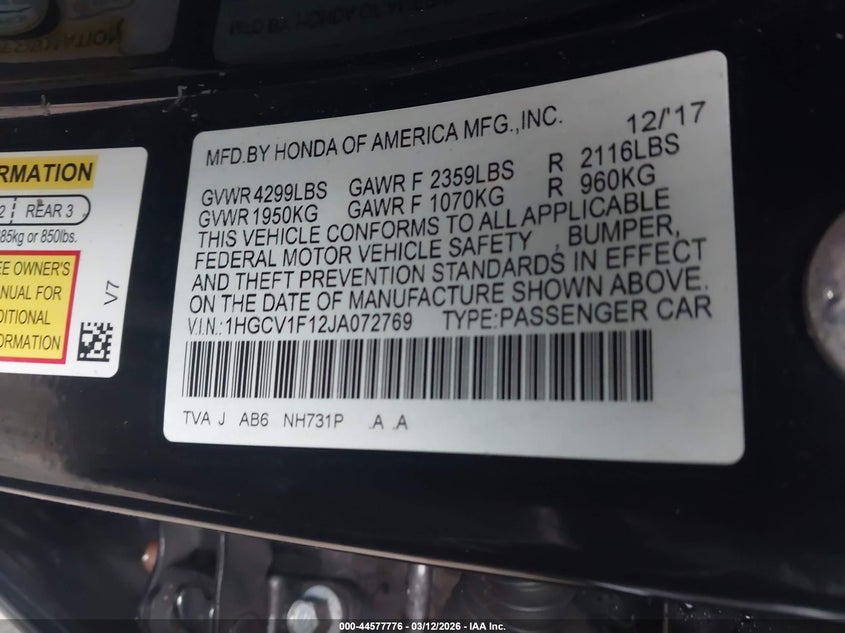 MFD.BY HONDA OF AMERICA MFG.,INC. 12/'17
GVWR 4299LBS GAWR F 2359LBS R 2116LBS
GVWR 1950KG GAWR F 1070KG R 960KG
THIS VEHICLE CONFORMS TO ALL APPLICABLE
FEDERAL MOTOR VEHICLE SAFETY , BUMPER,
AND THEFT PREVENTION STANDARDS IN EFFECT
ON THE DATE OF MANUFACTURE SHOWN ABOVE.
V.I.N.:1HGCV1F12JA072769 TYPE:PASSENGER CAR
TVA J AB6 NH731P .A .A
RMATION
2 REAR 3
85kg or 850lbs.
EE OWNER'S
NUAL FOR
DITIONAL
ORMATION
V7
000-44577776 - 03/12/2026 - IAA Inc.